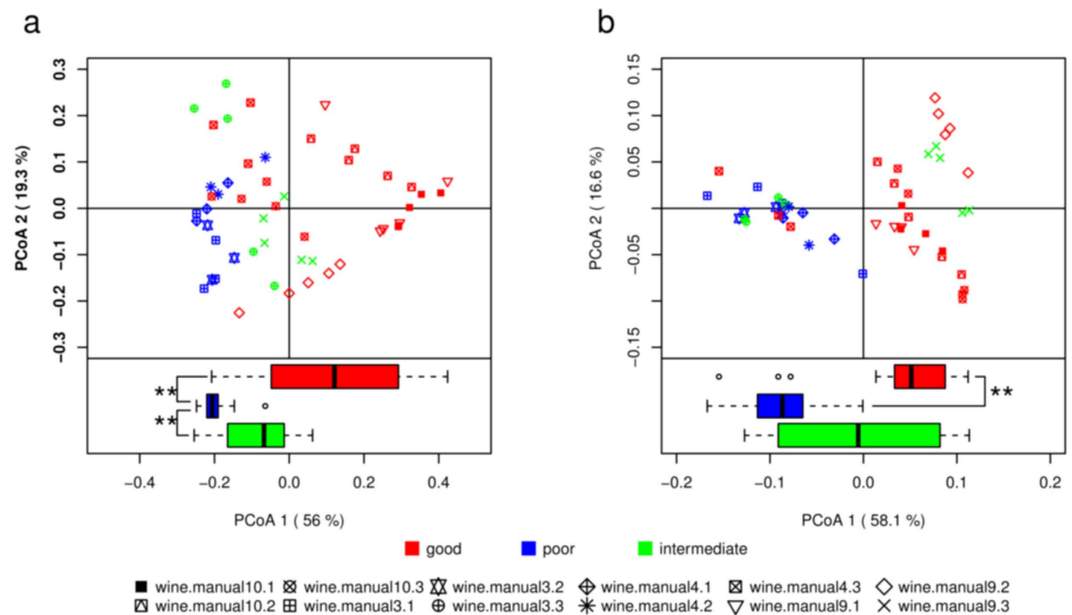 a
b
PCoA 2 ( 19.3 %)
0.3
0.2
0.1
0.0
−0.1
−0.2
−0.3
**
**
−0.4
−0.2
0.0
0.2
0.4
PCoA 1 ( 56 %)
PCoA 2 ( 16.6 %)
0.15
0.10
0.05
0.00
−0.05
−0.15
**
−0.2
−0.1
0.0
0.1
0.2
PCoA 1 ( 58.1 %)
good poor intermediate
wine.manual10.1 wine.manual10.3 wine.manual3.2 wine.manual4.1 wine.manual4.3 wine.manual9.2
wine.manual10.2 wine.manual3.1 wine.manual3.3 wine.manual4.2 wine.manual9.1 wine.manual9.3